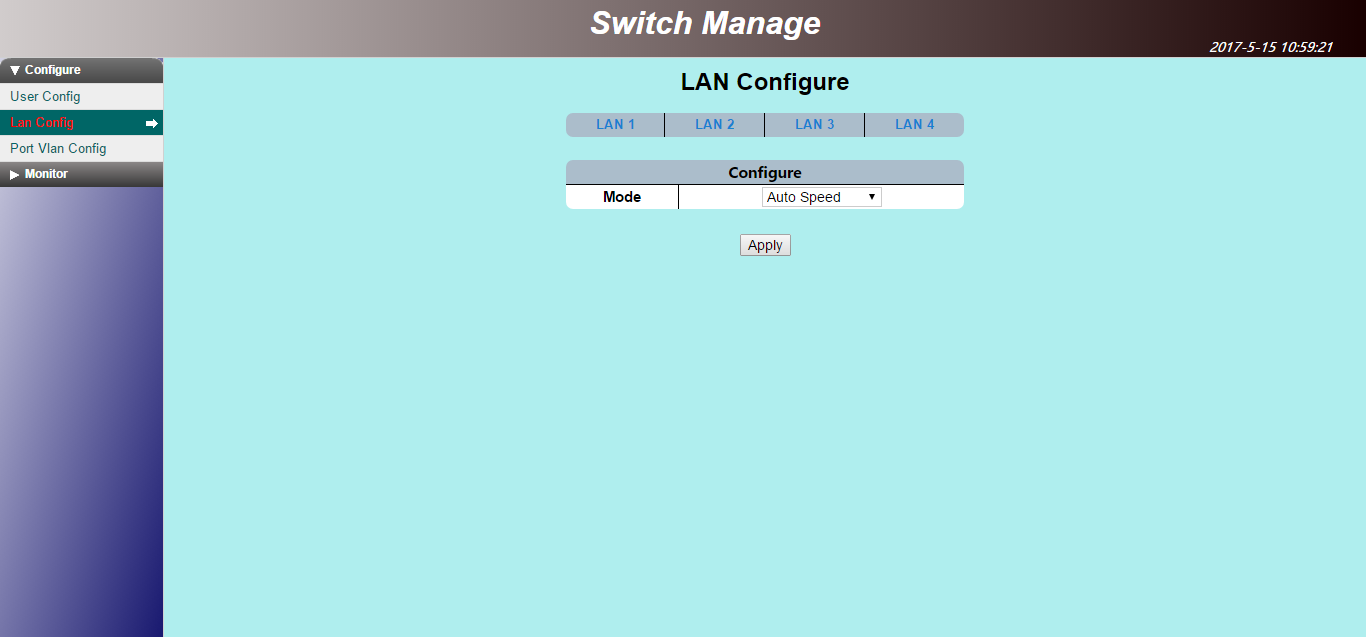 Switch Manage
2017-5-15 10:59:21
Configure
User Config
Lan Config
Port Vlan Config
Monitor
LAN Configure
LAN 1 LAN 2 LAN 3 LAN 4
Configure
Mode Auto Speed
Apply